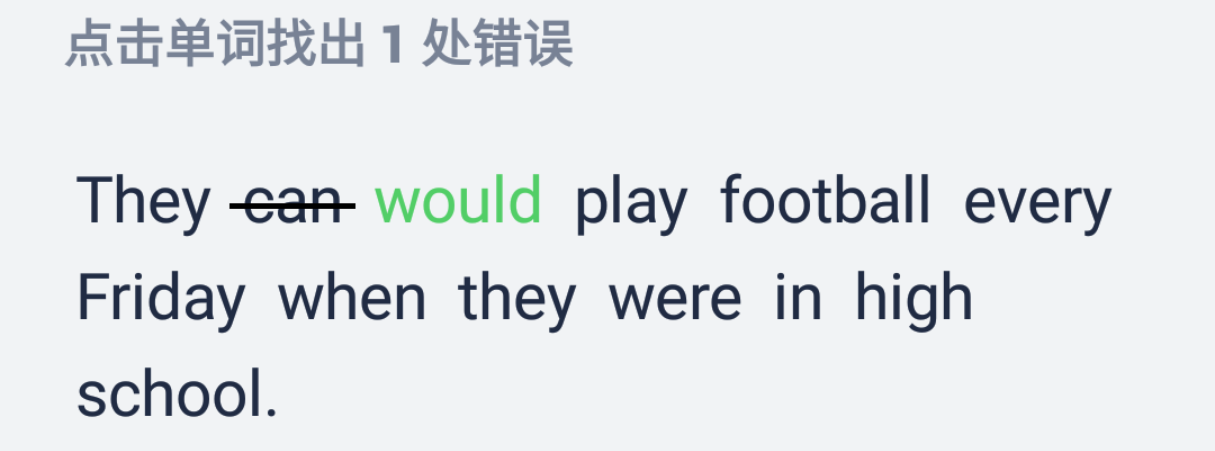 点击单词找出 1 处错误
They can would play football every
Friday when they were in high
school.